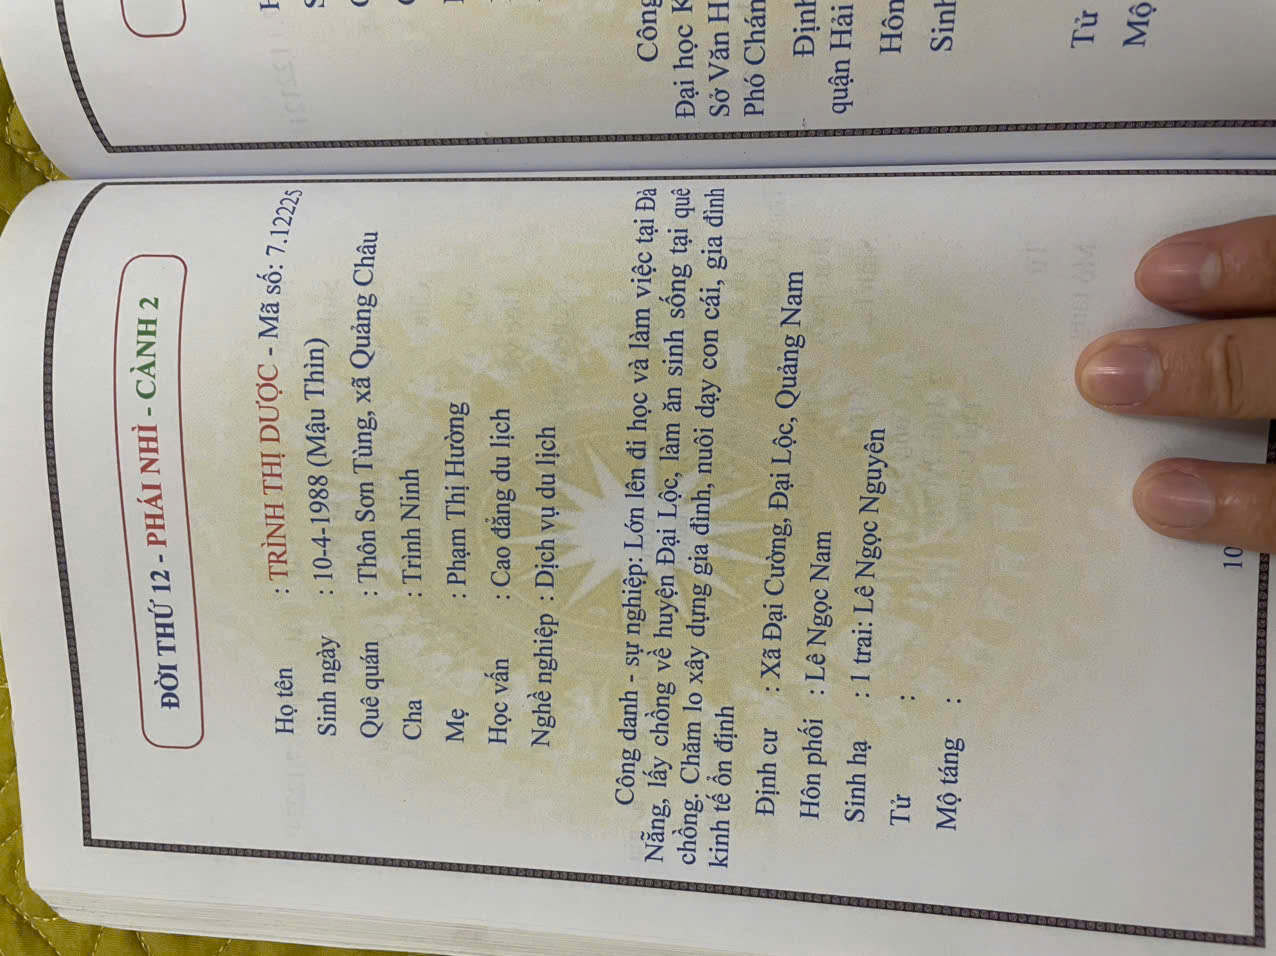 ĐỜI THỨ 12 - PHÁI NHÌ - CÀNH 2
Họ tên : TRÌNH THỊ DƯỢC - Mã số: 7.12225
Sinh ngày : 10-4-1988 (Mậu Thìn)
Quê quán : Thôn Sơn Tùng, xã Quảng Châu
Cha : Trình Ninh
Mẹ : Phạm Thị Hường
Học vấn : Cao đẳng du lịch
Nghề nghiệp : Dịch vụ du lịch
Công danh - sự nghiệp: Lớn lên đi học và làm việc tại Đà
Nẵng, lấy chồng về huyện Đại Lộc, làm ăn sinh sống tại quê
chồng. Chăm lo xây dựng gia đình, nuôi dạy con cái, gia đình
kinh tế ổn định
Định cư : Xã Đại Cường, Đại Lộc, Quảng Nam
Hôn phối : Lê Ngọc Nam
Sinh hạ : 1 trai: Lê Ngọc Nguyên
Tử :
Mộ táng :
10
Công
Đại học K
Sở Văn H
Phó Chán
Định
quận Hải
Hôn
Sinh
Tử
Mộ